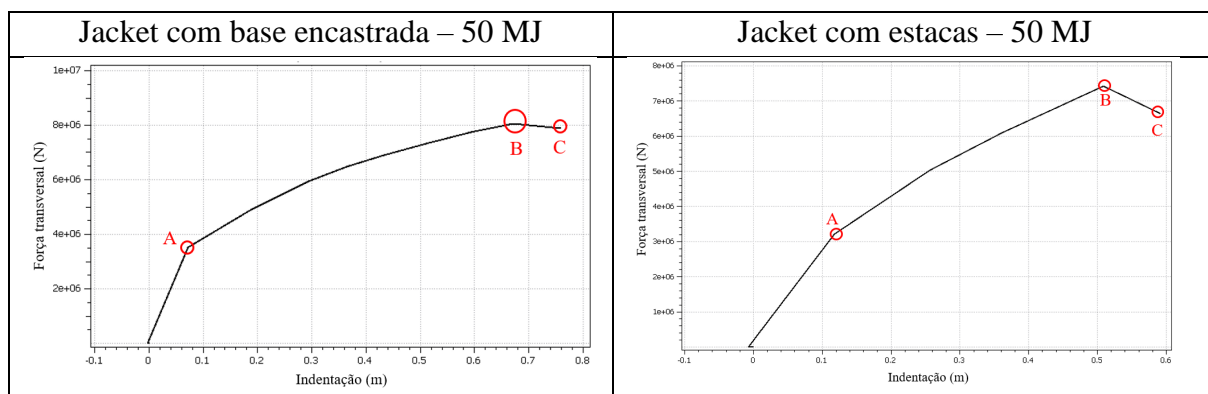 Jacket com base encastrada – 50 MJ
Jacket com estacas – 50 MJ
1e+07
8e+06
6e+06
4e+06
2e+06
Força transversal (N)
A
B
C
-0.1 0 0.1 0.2 0.3 0.4 0.5 0.6 0.7 0.8
Indentação (m)
8e+06
7e+06
6e+06
5e+06
4e+06
3e+06
2e+06
1e+06
Força transversal (N)
A
B
C
-0.1 0 0.1 0.2 0.3 0.4 0.5 0.6
Indentação (m)